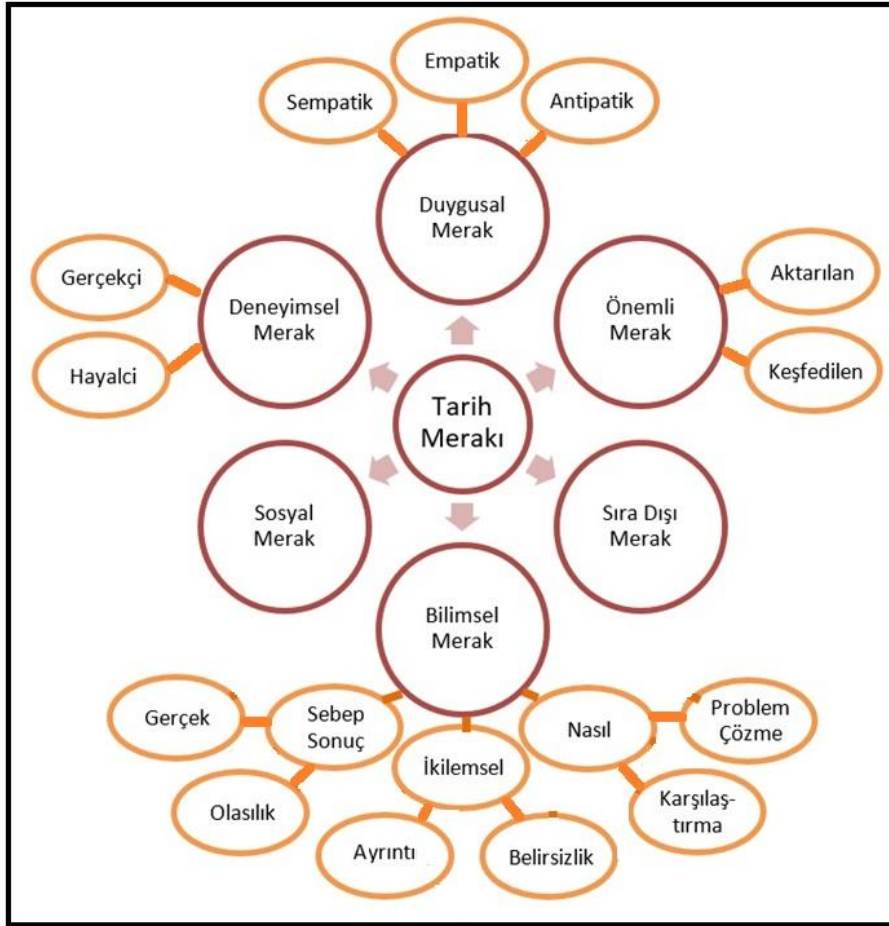 Empatik
Sempatik
Antipatik
Duygusal
Merak
Gerçekçi
Hayalci
Deneyimsel
Merak
Önemli
Merak
Aktarılan
Keşfedilen
Tarih
Merakı
Sosyal
Merak
Sıra Dışı
Merak
Bilimsel
Merak
Gerçek
Sebep
Sonuç
Olasılık
İkilemsel
Ayrıntı
Belirsizlik
Nasıl
Problem
Çözme
Karşılaş-
tırma